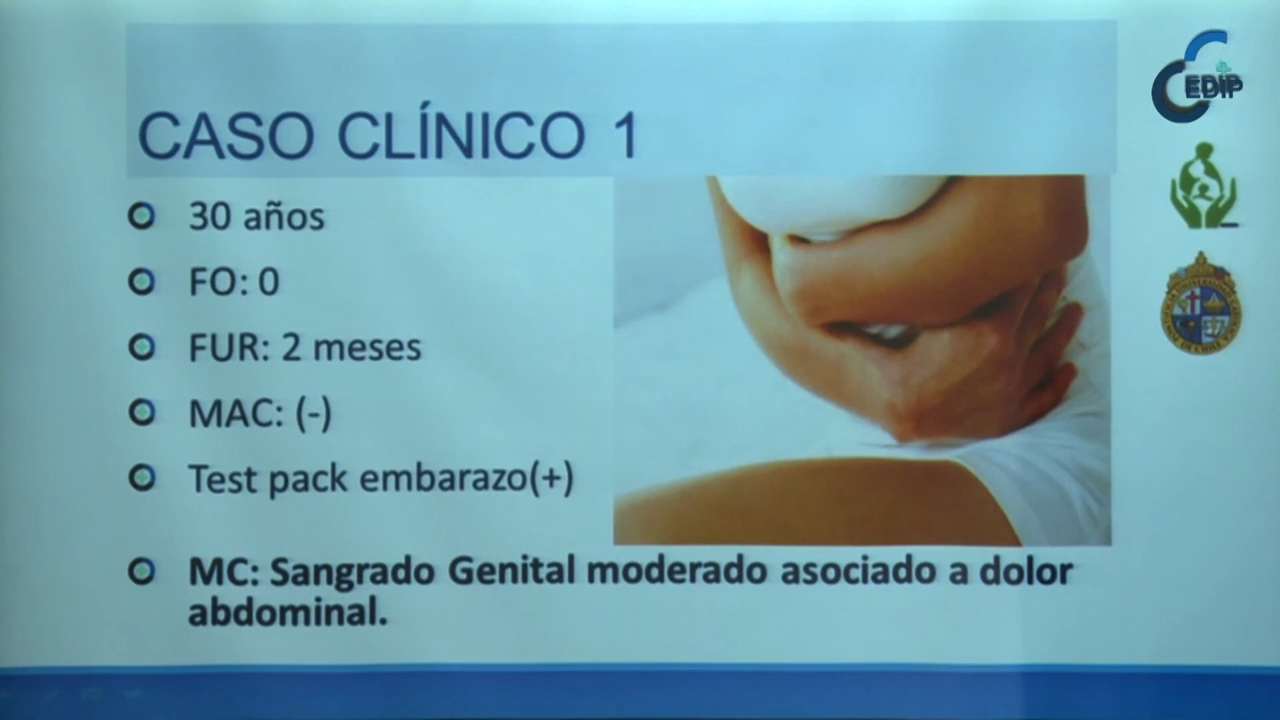 CASO CLÍNICO 1
EDIP
30 años
FO: 0
FUR: 2 meses
MAC: (-)
Test pack embarazo(+)
MC: Sangrado Genital moderado asociado a dolor
abdominal.